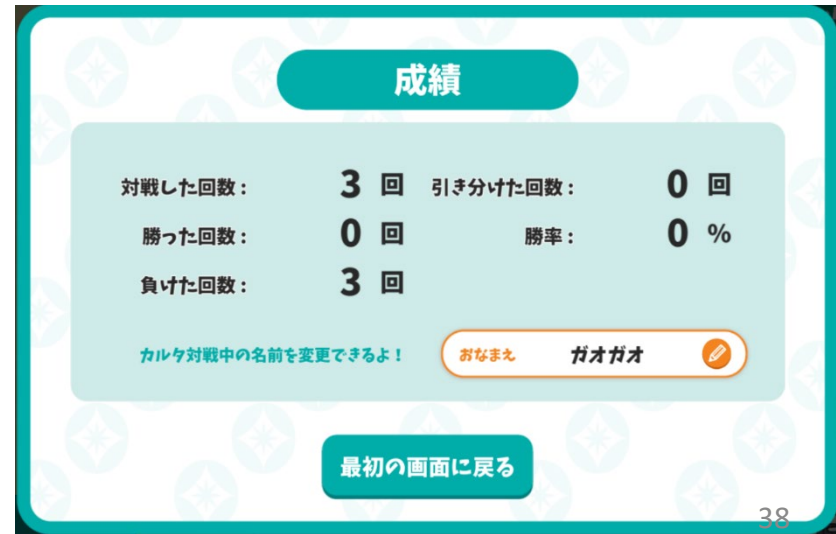 成績
対戦した回数： 3 回 引き分けた回数： 0 回
勝った回数： 0 回 勝率： 0 %
負けた回数： 3 回
カルタ対戦中の名前を変更できるよ！ おなまえ ガオガオ
最初の画面に戻る
38